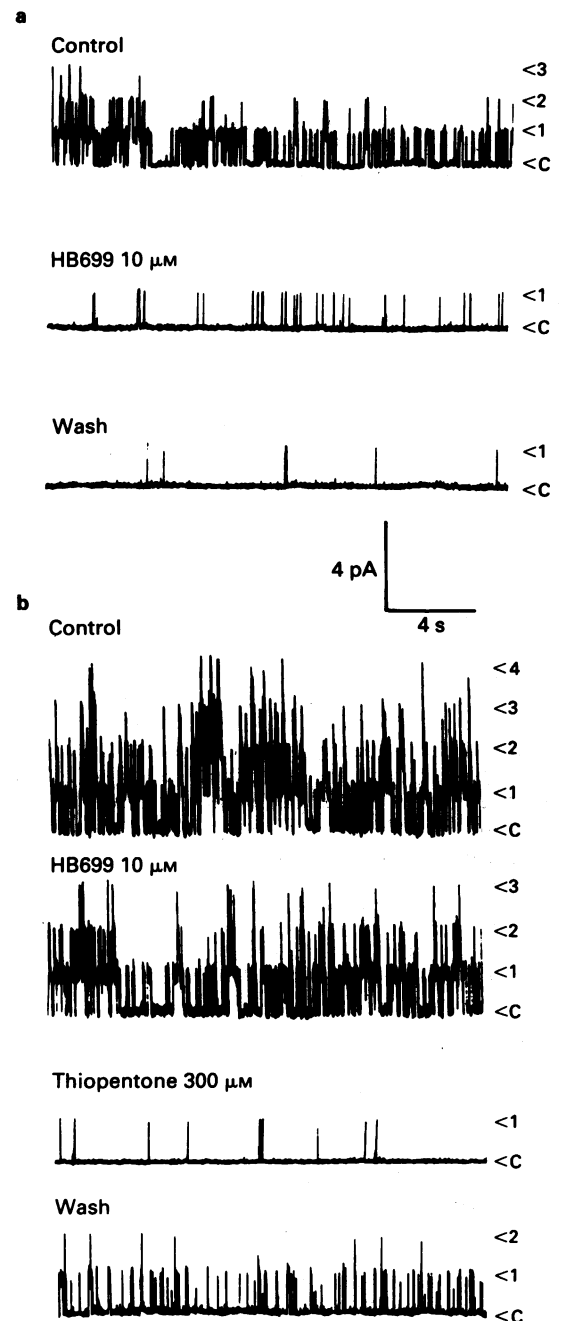 a
Control
<3
<2
<1
<C
HB699 10 μM
<1
<C
Wash
<1
<C
4 pA
4 s
b
Control
<4
<3
<2
<1
<C
HB699 10 μM
<3
<2
<1
<C
Thiopentone 300 μM
<1
<C
Wash
<2
<1
<C